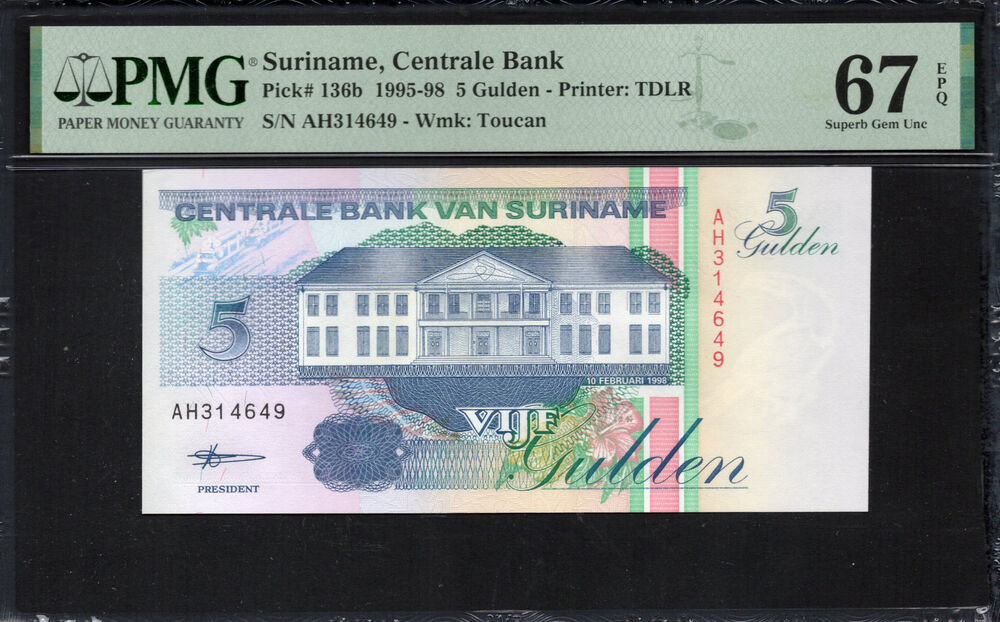 PMG®
PAPER MONEY GUARANTY
Suriname, Centrale Bank
Pick# 136b 1995-98 5 Gulden - Printer: TDLR
S/N AH314649 - Wmk: Toucan
67 EPQ
Superb Gem Unc
CENTRALE BANK VAN SURINAME
5
Gulden
AH314649
5
10 FEBRUARI 1998
AH314649
VIJF
Gulden
PRESIDENT